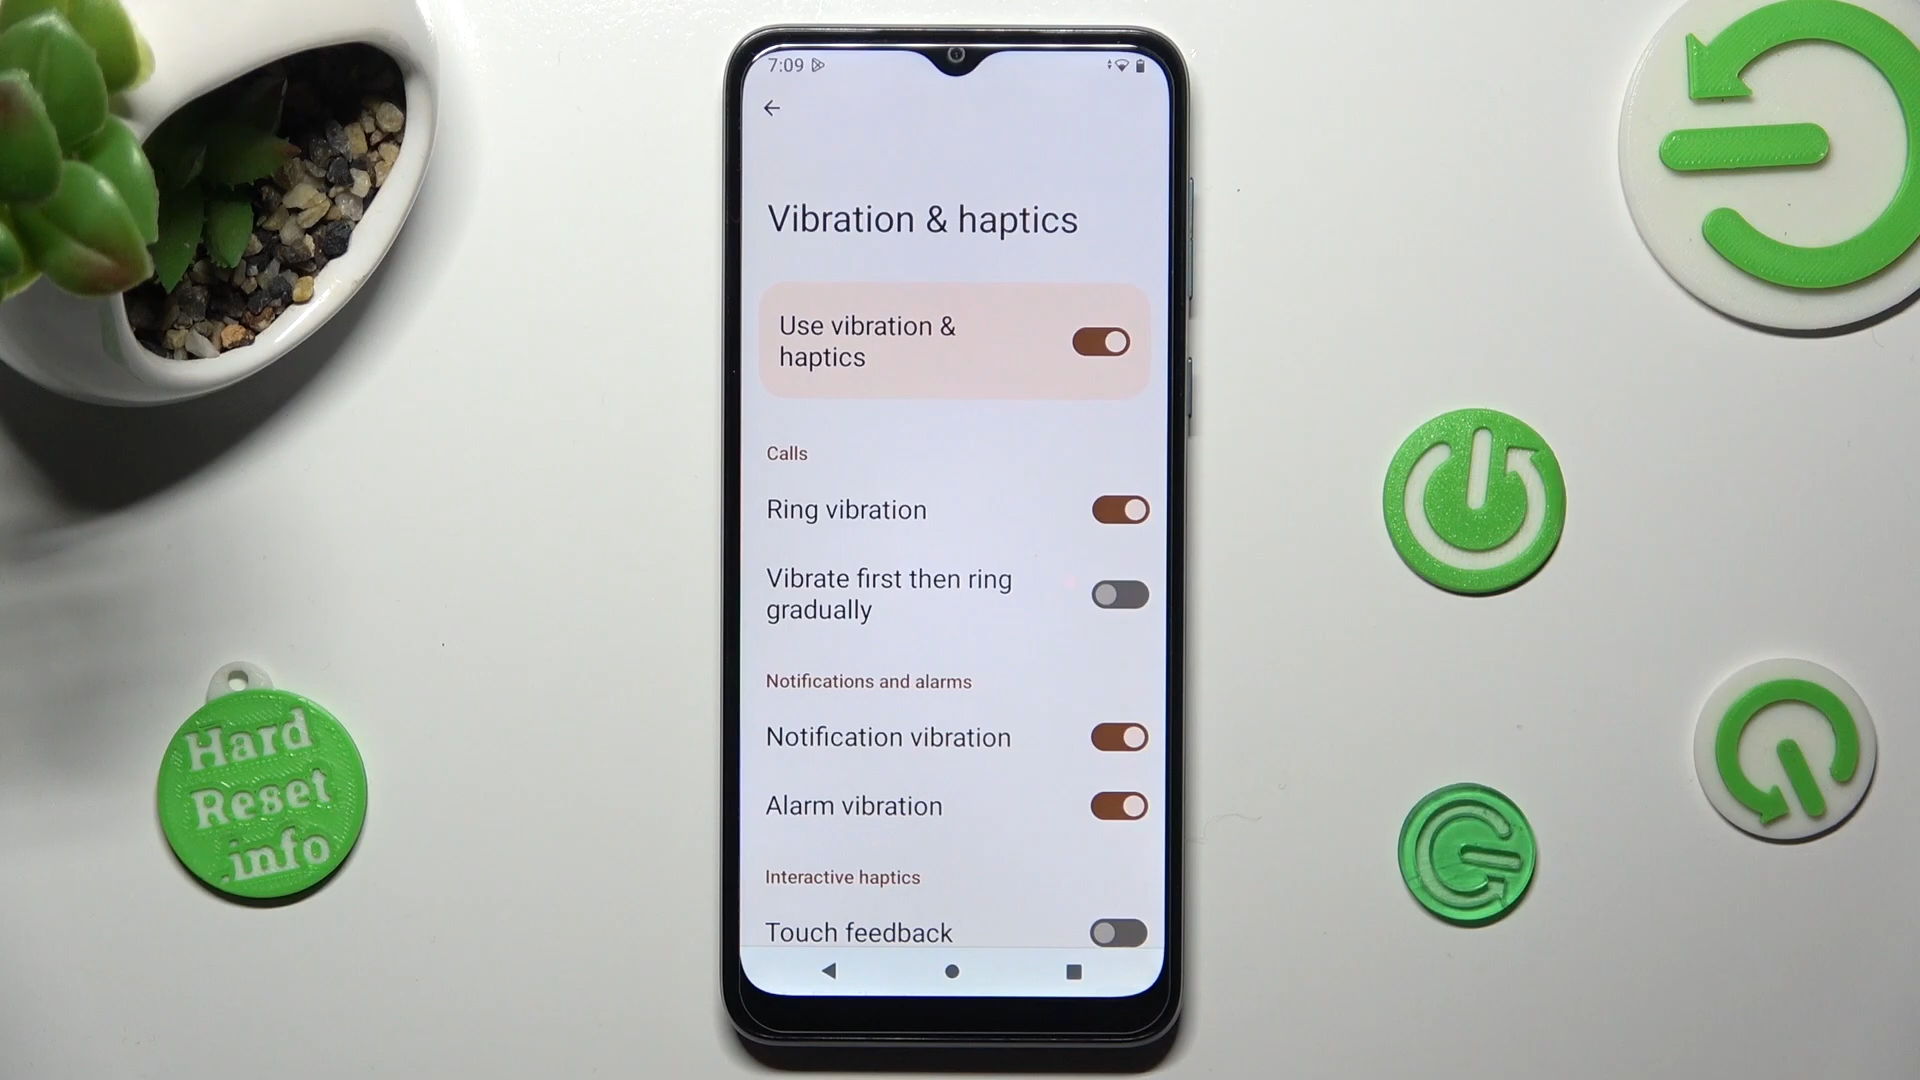 7:09
Vibration & haptics
Use vibration &
haptics
Calls
Ring vibration
Vibrate first then ring
gradually
Notifications and alarms
Notification vibration
Alarm vibration
Interactive haptics
Touch feedback
Hard
Reset
.info